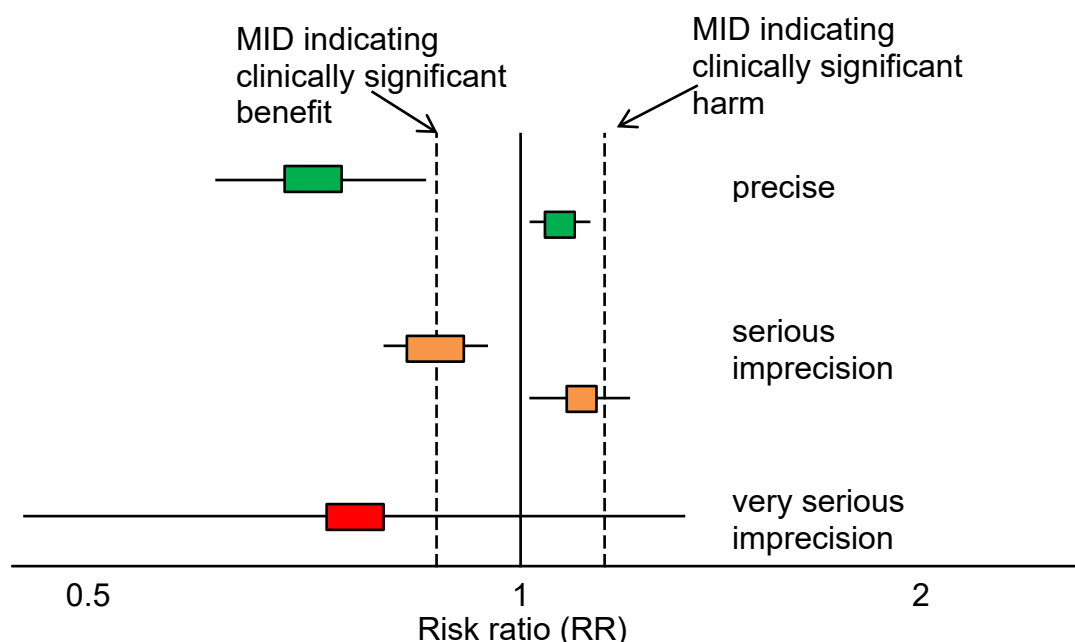 MID indicating
clinically significant
benefit
MID indicating
clinically significant
harm
precise
serious
imprecision
very serious
imprecision
0.5
1
2
Risk ratio (RR)